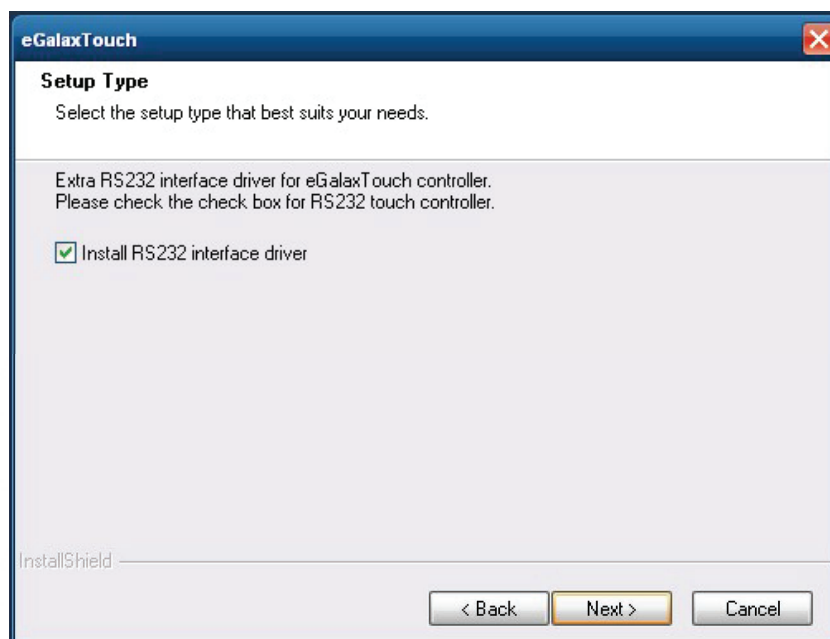 eGalaxTouch
Setup Type
Select the setup type that best suits your needs.
Extra RS232 interface driver for eGalaxTouch controller.
Please check the check box for RS232 touch controller.
Install RS232 interface driver
InstallShield
< Back Next > Cancel